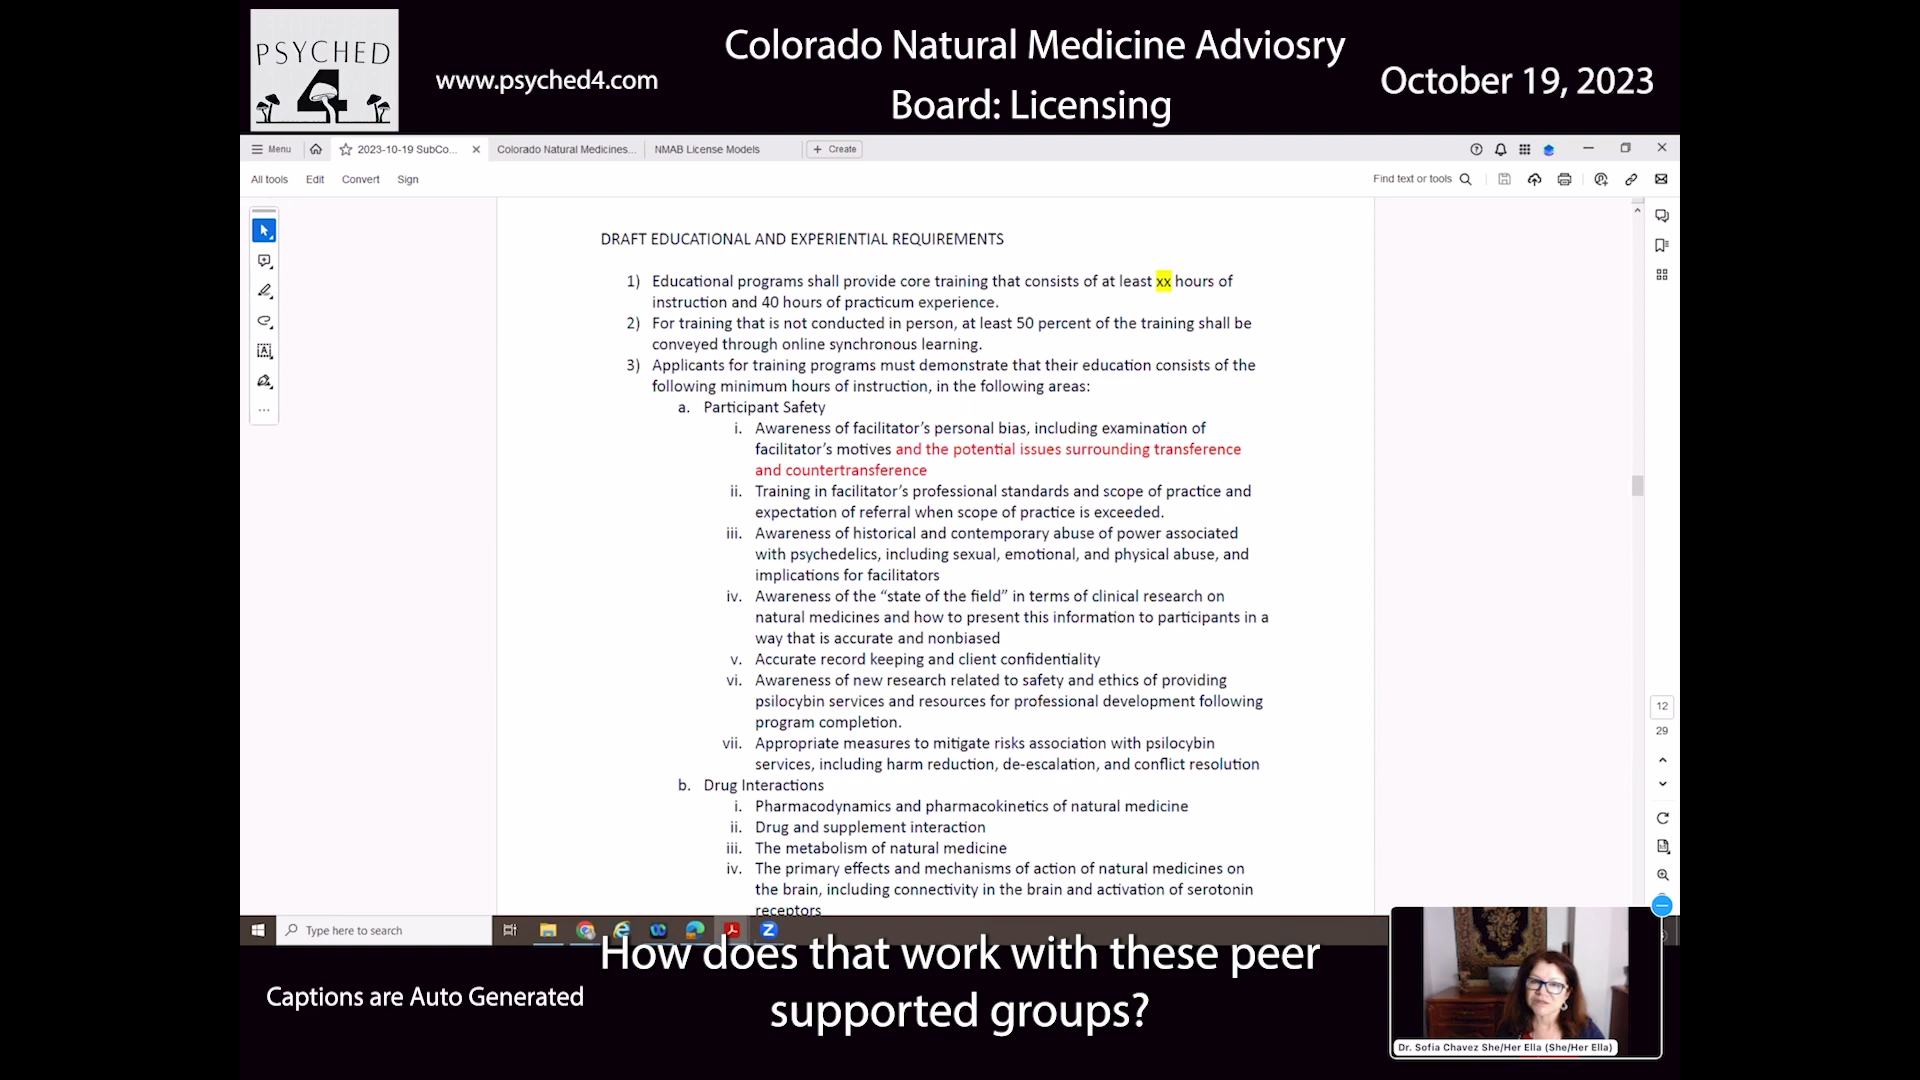 PSYCHED
4
www.psyched4.com
Colorado Natural Medicine Adviosry
Board: Licensing
October 19, 2023
Menu
2023-10-19 SubCo...
Colorado Natural Medicines...
NMAB License Models
Create
All tools
Edit
Convert
Sign
Find text or tools
DRAFT EDUCATIONAL AND EXPERIENTIAL REQUIREMENTS
1) Educational programs shall provide core training that consists of at least xx hours of
instruction and 40 hours of practicum experience.
2) For training that is not conducted in person, at least 50 percent of the training shall be
conveyed through online synchronous learning.
3) Applicants for training programs must demonstrate that their education consists of the
following minimum hours of instruction, in the following areas:
a. Participant Safety
i. Awareness of facilitator's personal bias, including examination of
facilitator's motives and the potential issues surrounding transference
and countertransference
ii. Training in facilitator's professional standards and scope of practice and
expectation of referral when scope of practice is exceeded.
iii. Awareness of historical and contemporary abuse of power associated
with psychedelics, including sexual, emotional, and physical abuse, and
implications for facilitators
iv. Awareness of the “state of the field” in terms of clinical research on
natural medicines and how to present this information to participants in a
way that is accurate and nonbiased
v. Accurate record keeping and client confidentiality
vi. Awareness of new research related to safety and ethics of providing
psilocybin services and resources for professional development following
program completion.
vii. Appropriate measures to mitigate risks association with psilocybin
services, including harm reduction, de-escalation, and conflict resolution
b. Drug Interactions
i. Pharmacodynamics and pharmacokinetics of natural medicine
ii. Drug and supplement interaction
iii. The metabolism of natural medicine
iv. The primary effects and mechanisms of action of natural medicines on
the brain, including connectivity in the brain and activation of serotonin
receptors
12
29
Type here to search
How does that work with these peer
supported groups?
Captions are Auto Generated
Dr. Sofia Chavez She/Her Ella (She/Her Ella)